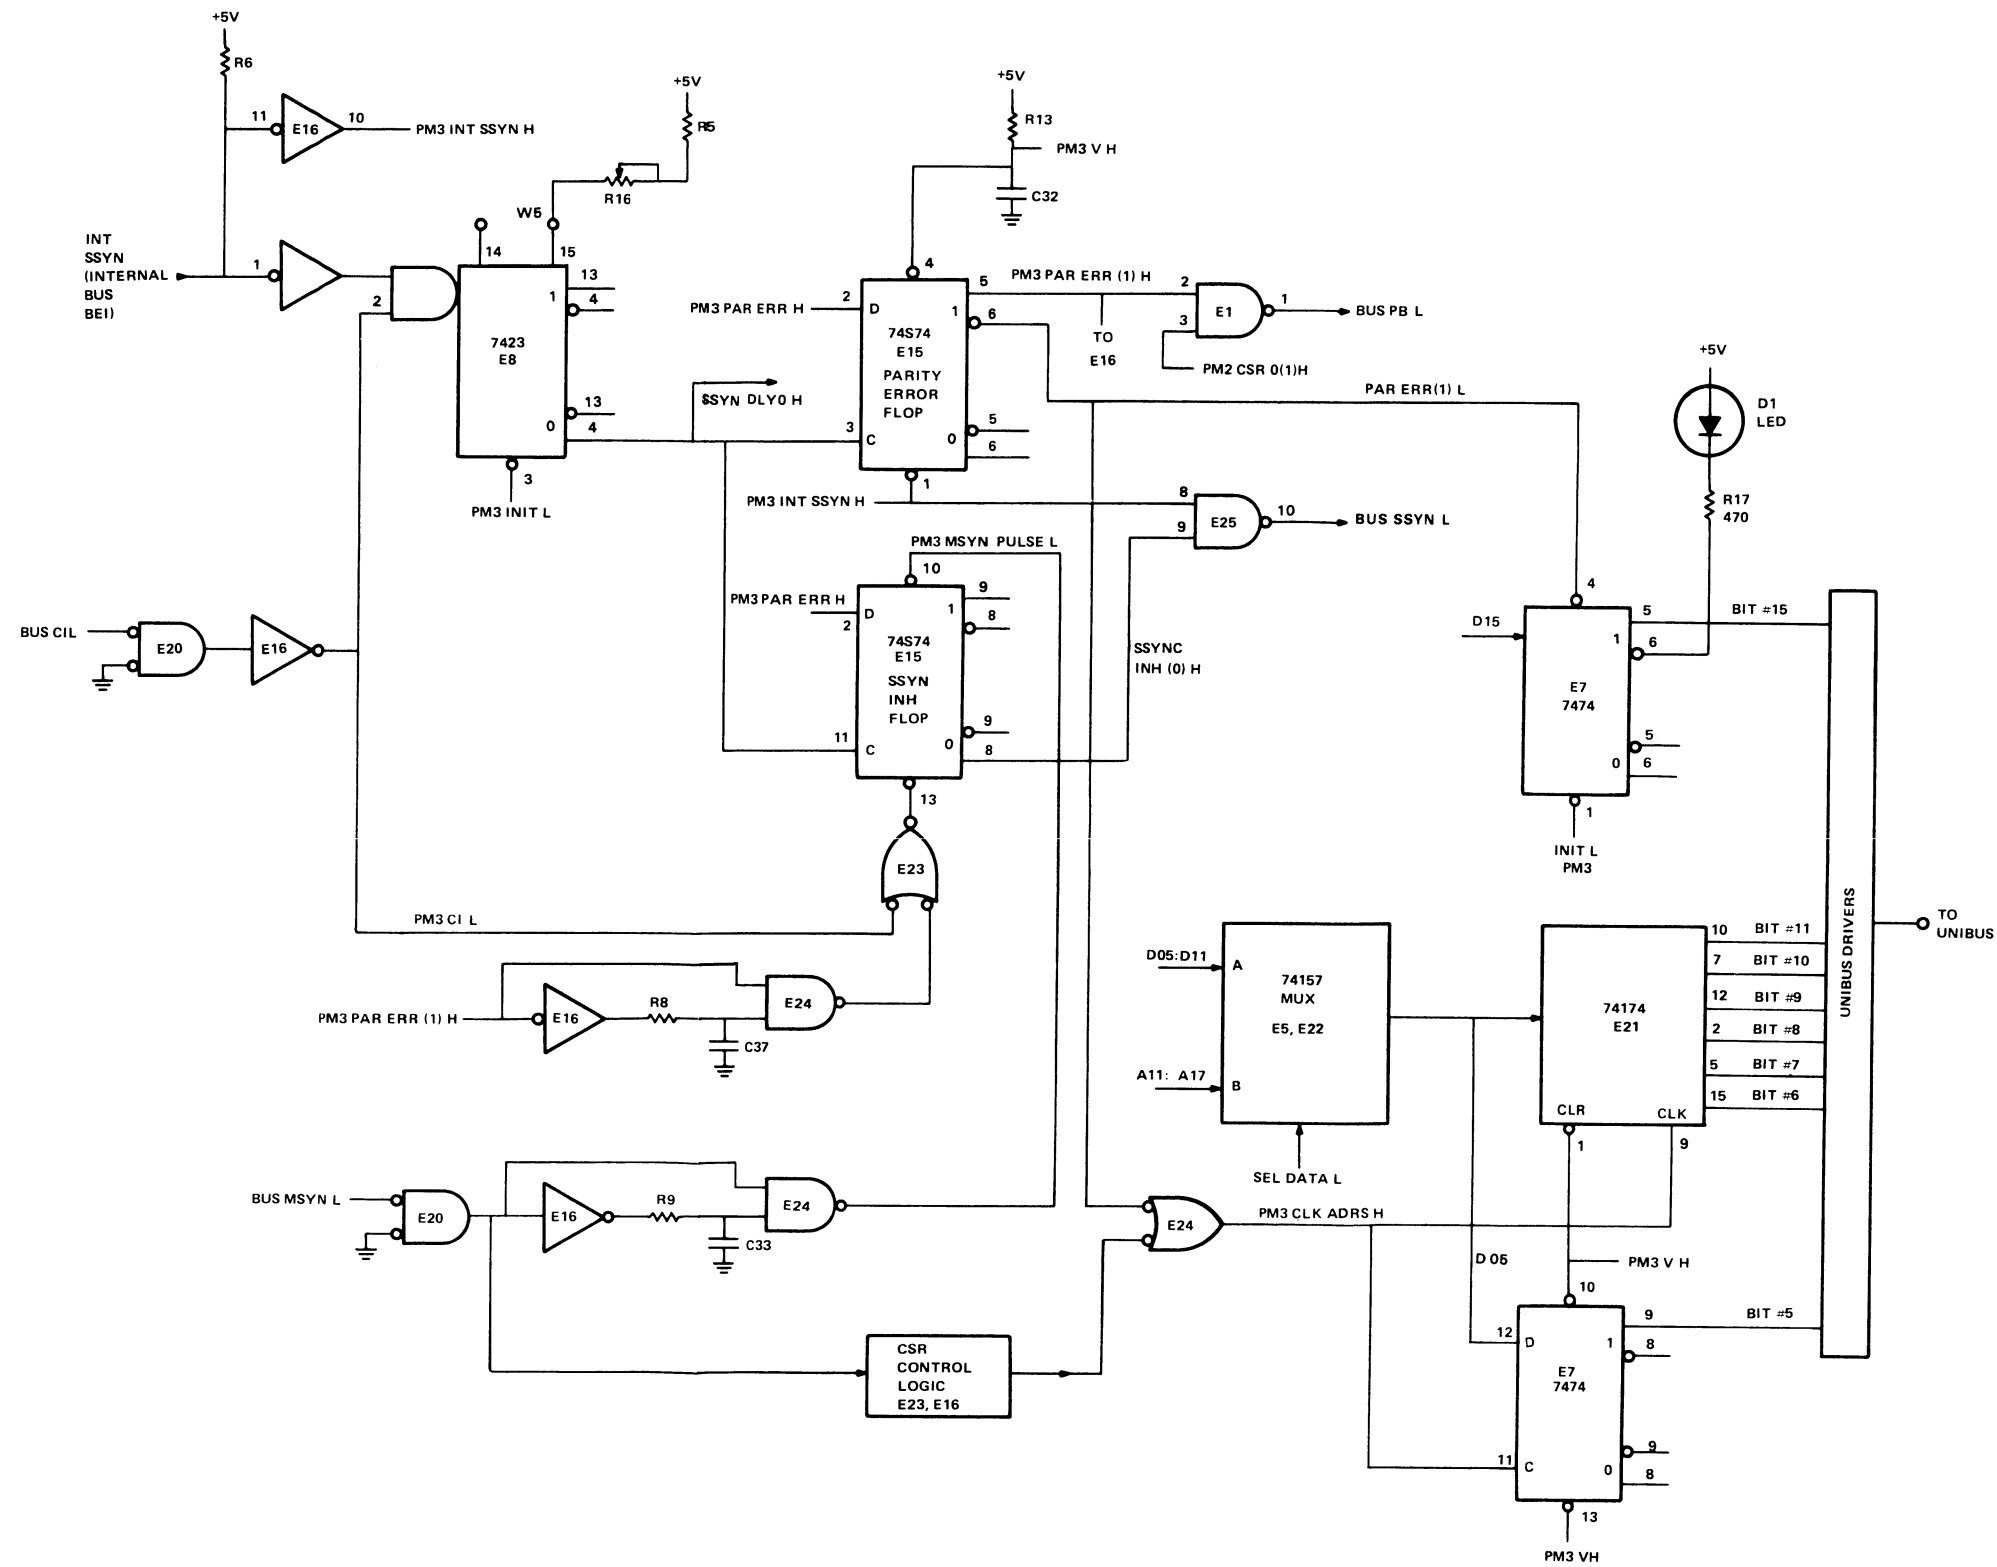 +5V
R6
+5V
+5V
11 E16 10 PM3 INT SSYN H
R5
R13
PM3 V H
R16
C32
W5
INT
SSYN
(INTERNAL
BUS
BEI)
1
14 15
2
13
1
4
7423
E8
13
0
4
3
PM3 INIT L
SSYN DLY0 H
4
PM3 PAR ERR H 2 D
1
5 PM3 PAR ERR (1) H
6
74S74
E15
PARITY
ERROR
FLOP
3 C
0
5
6
1
TO
E16
2
3
E1
1 BUS PB L
PM2 CSR 0(1)H
PAR ERR(1) L
+5V
D1
LED
R17
470
PM3 INT SSYN H
8
9
E25
10 BUS SSYN L
PM3 MSYN PULSE L
10
PM3 PAR ERR H
2
D
1
9
8
74S74
E15
SSYN
INH
FLOP
11 C
0
9
8
13
SSYNC
INH (0) H
BUS CIL
E20
E16
4
D15
1
5 BIT #15
6
E7
7474
5
0
6
1
INIT L
PM3
E23
PM3 CI L
PM3 PAR ERR (1) H
E16
R8
C37
E24
D05:D11 A
74157
MUX
E5, E22
A11: A17 B
SEL DATA L
74174
E21
CLR
CLK
1
9
10 BIT #11
7 BIT #10
12 BIT #9
2 BIT #8
5 BIT #7
15 BIT #6
UNIBUS DRIVERS
TO
UNIBUS
BUS MSYN L
E20
E16
R9
C33
E24
E24
PM3 CLK ADRS H
D 05
PM3 V H
10
CSR
CONTROL
LOGIC
E23, E16
12 D
1
9 BIT #5
8
E7
7474
11 C
0
9
8
13
PM3 VH